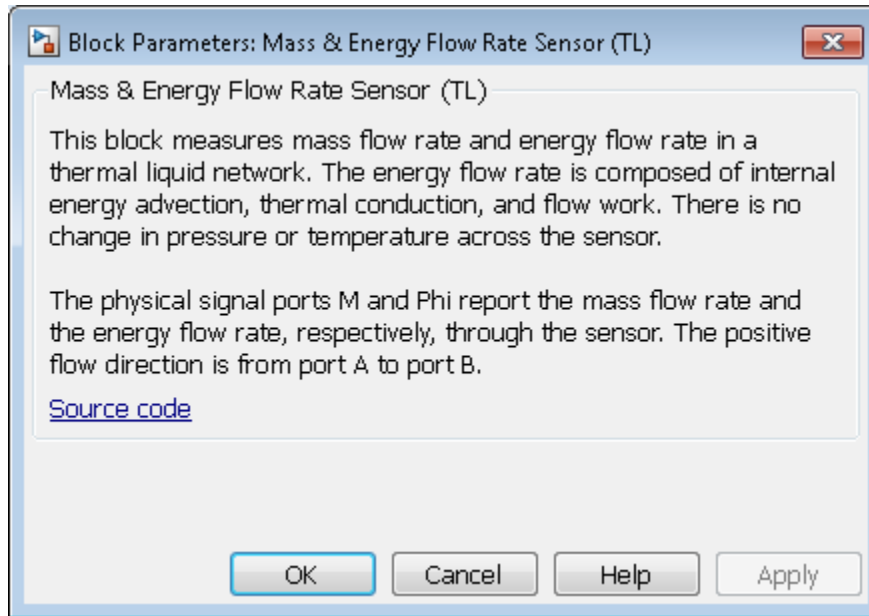 Block Parameters: Mass & Energy Flow Rate Sensor (TL)
Mass & Energy Flow Rate Sensor (TL)
This block measures mass flow rate and energy flow rate in a
thermal liquid network. The energy flow rate is composed of internal
energy advection, thermal conduction, and flow work. There is no
change in pressure or temperature across the sensor.
The physical signal ports M and Phi report the mass flow rate and
the energy flow rate, respectively, through the sensor. The positive
flow direction is from port A to port B.
Source code
OK Cancel Help Apply